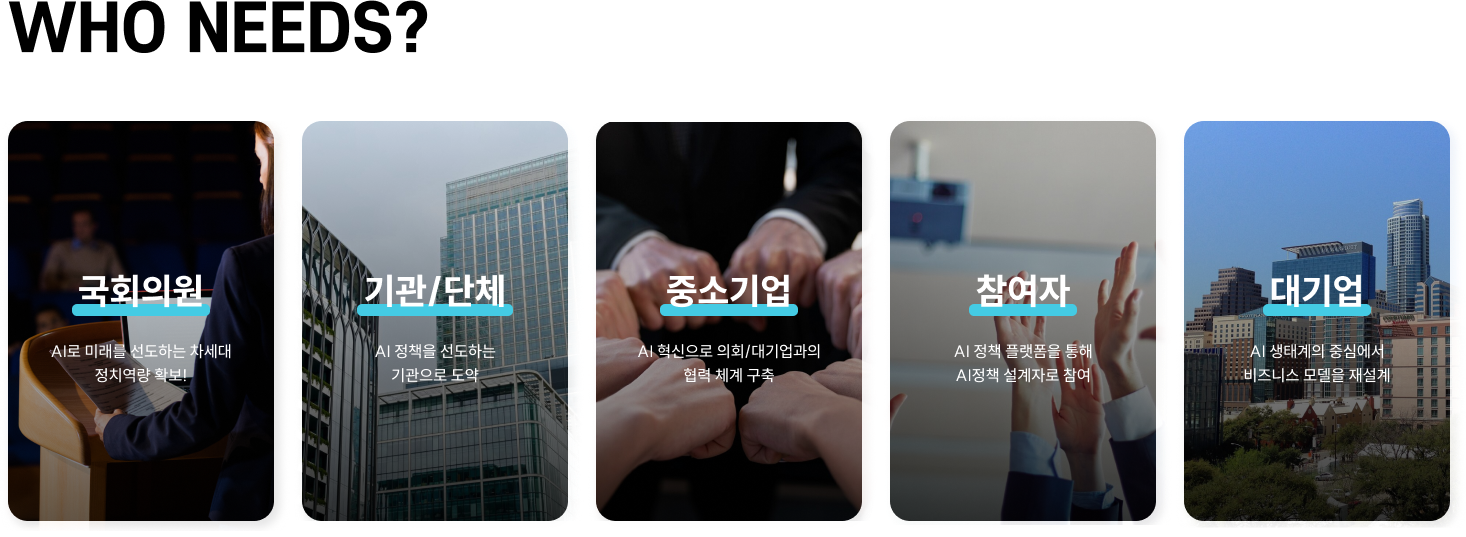 WHO NEEDS?
국회의원
AI로 미래를 선도하는 차세대
정치역량 확보!
기관/단체
AI 정책을 선도하는
기관으로 도약
중소기업
AI 혁신으로 의회/대기업과의
협력 체계 구축
참여자
AI 정책 플랫폼을 통해
AI정책 설계자로 참여
대기업
AI 생태계의 중심에서
비즈니스 모델을 재설계